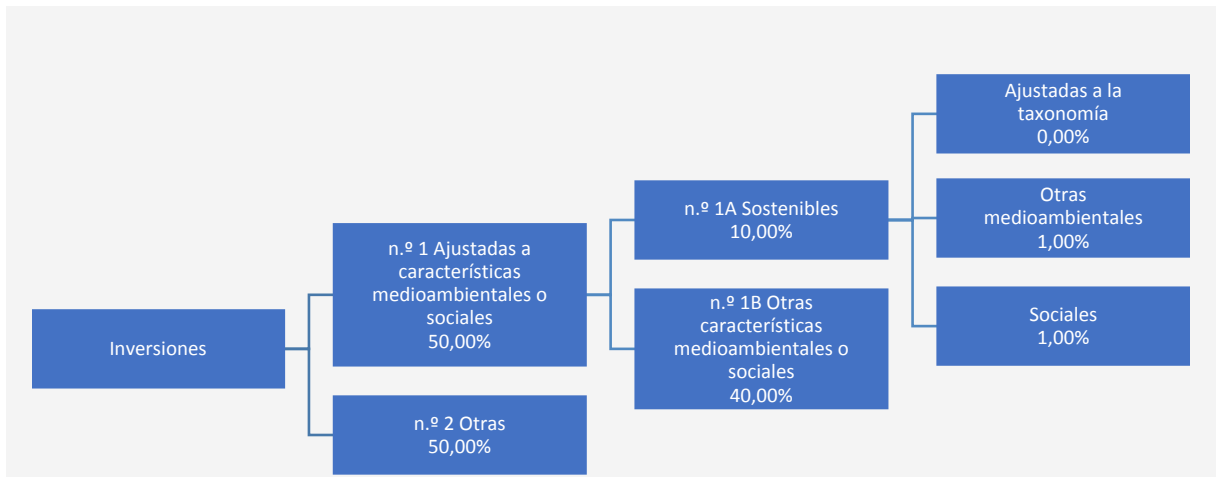 Inversiones
n.º 1 Ajustadas a
características
medioambientales o
sociales
50,00%
n.º 2 Otras
50,00%
n.º 1A Sostenibles
10,00%
n.º 1B Otras
características
medioambientales o
sociales
40,00%
Ajustadas a la
taxonomía
0,00%
Otras
medioambientales
1,00%
Sociales
1,00%